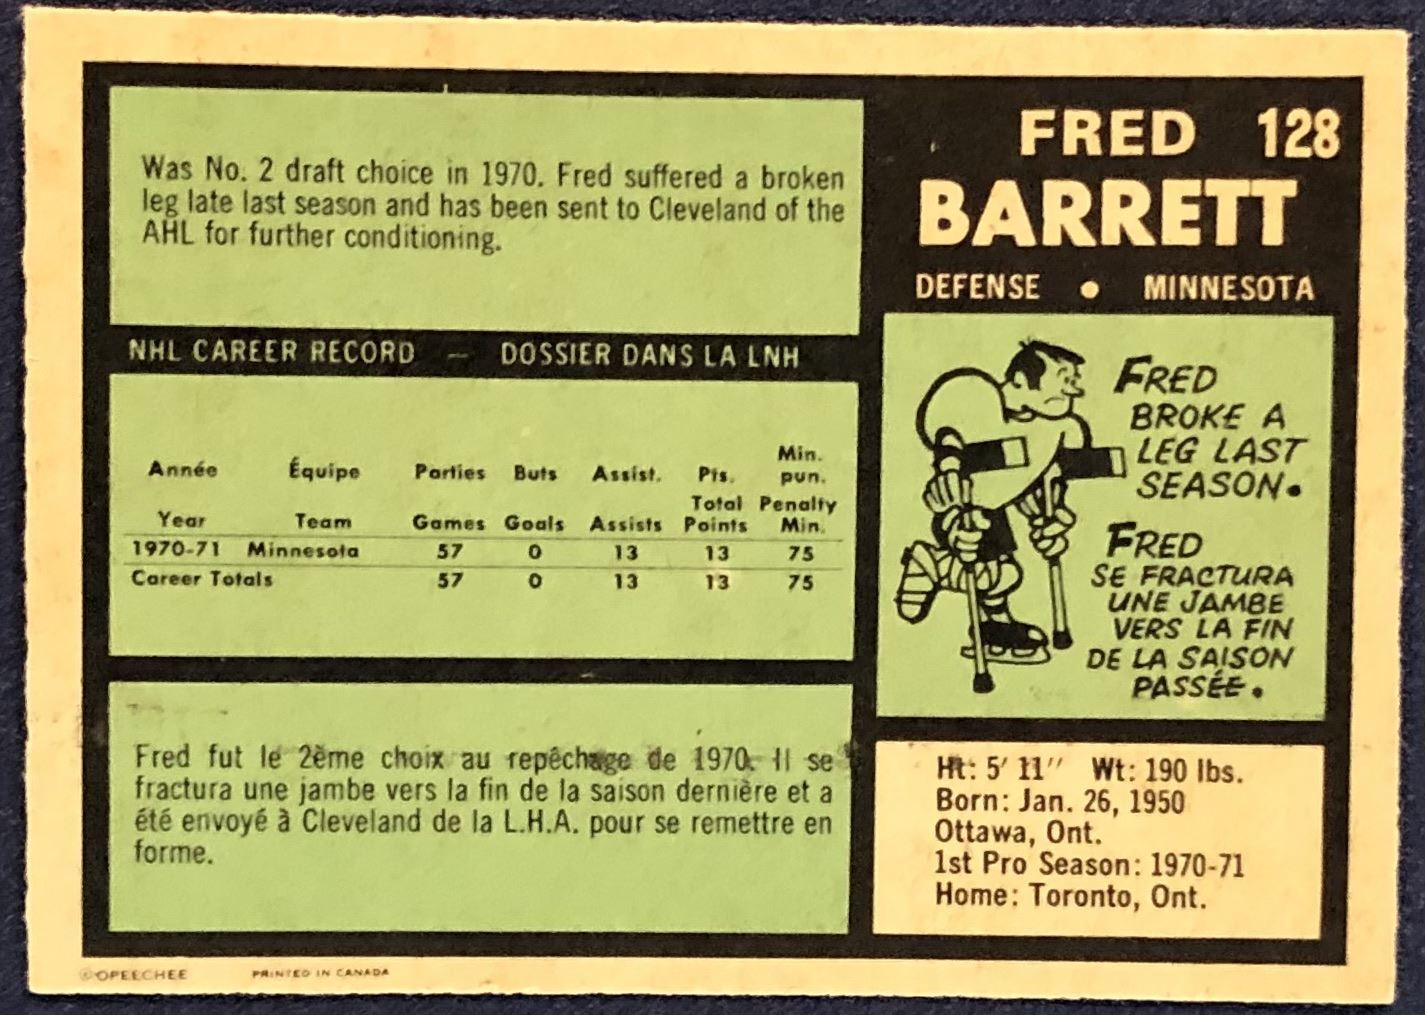 Was No. 2 draft choice in 1970. Fred suffered a broken
leg late last season and has been sent to Cleveland of the
AHL for further conditioning.
FRED 128
BARRETT
DEFENSE • MINNESOTA
NHL CAREER RECORD — DOSSIER DANS LA LNH
Année Équipe Parties Buts Assist. Pts. Min. pun.
Year Team Games Goals Assists Total Points Penalty Min.
1970-71 Minnesota 57 0 13 13 75
Career Totals 57 0 13 13 75
FRED
BROKE A
LEG LAST
SEASON.
FRED
SE FRACTURA
UNE JAMBE
VERS LA FIN
DE LA SAISON
PASSÉE.
Fred fut le 2ème choix au repêchage de 1970. Il se
fractura une jambe vers la fin de la saison dernière et a
été envoyé à Cleveland de la L.H.A. pour se remettre en
forme.
Ht: 5' 11" Wt: 190 lbs.
Born: Jan. 26, 1950
Ottawa, Ont.
1st Pro Season: 1970-71
Home: Toronto, Ont.
©OPEECHEE PRINTED IN CANADA